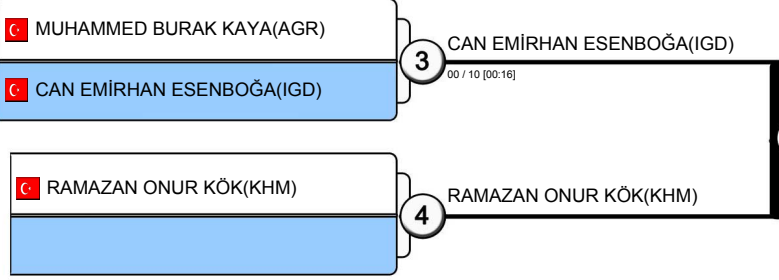 MUHAMMED BURAK KAYA(AGR)
CAN EMİRHAN ESENBOĞA(IGD)
3
CAN EMİRHAN ESENBOĞA(IGD)
00 / 10 [00:16]
RAMAZAN ONUR KÖK(KHM)
4
RAMAZAN ONUR KÖK(KHM)